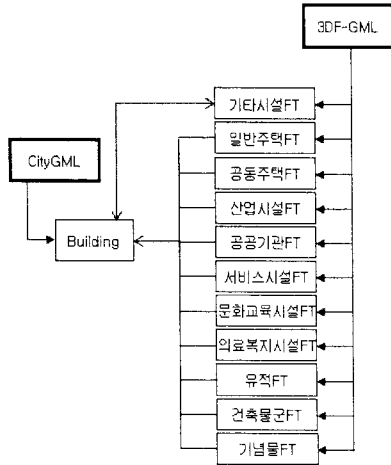 3DF-GML
기타시설FT
일반주택FT
CityGML
공동주택FT
산업시설FT
Building
공공기관FT
서비스시설FT
문화교육시설FT
의료복지시설FT
유적FT
건축물군FT
기념물FT